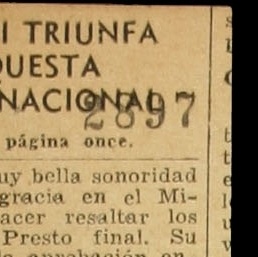 I TRIUNFA
QUESTA
NACIONAL
2897
página once.
uy bella sonoridad
gracia en el Mi-
acer resaltar los
Presto final. Su